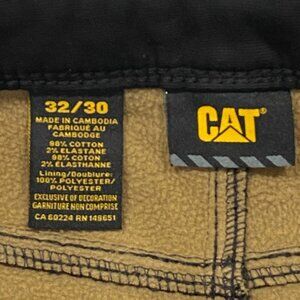 32/30
MADE IN CAMBODIA
FABRIQUÉ AU
CAMBODGE
98% COTTON
2% ELASTANE
98% COTON
2% ELASTHANNE
Lining/Doublure:
100% POLYESTER/
POLYESTER
EXCLUSIVE OF DECORATION
GARNITURE NON COMPRISE
CA 60224 RN 149651
CAT®